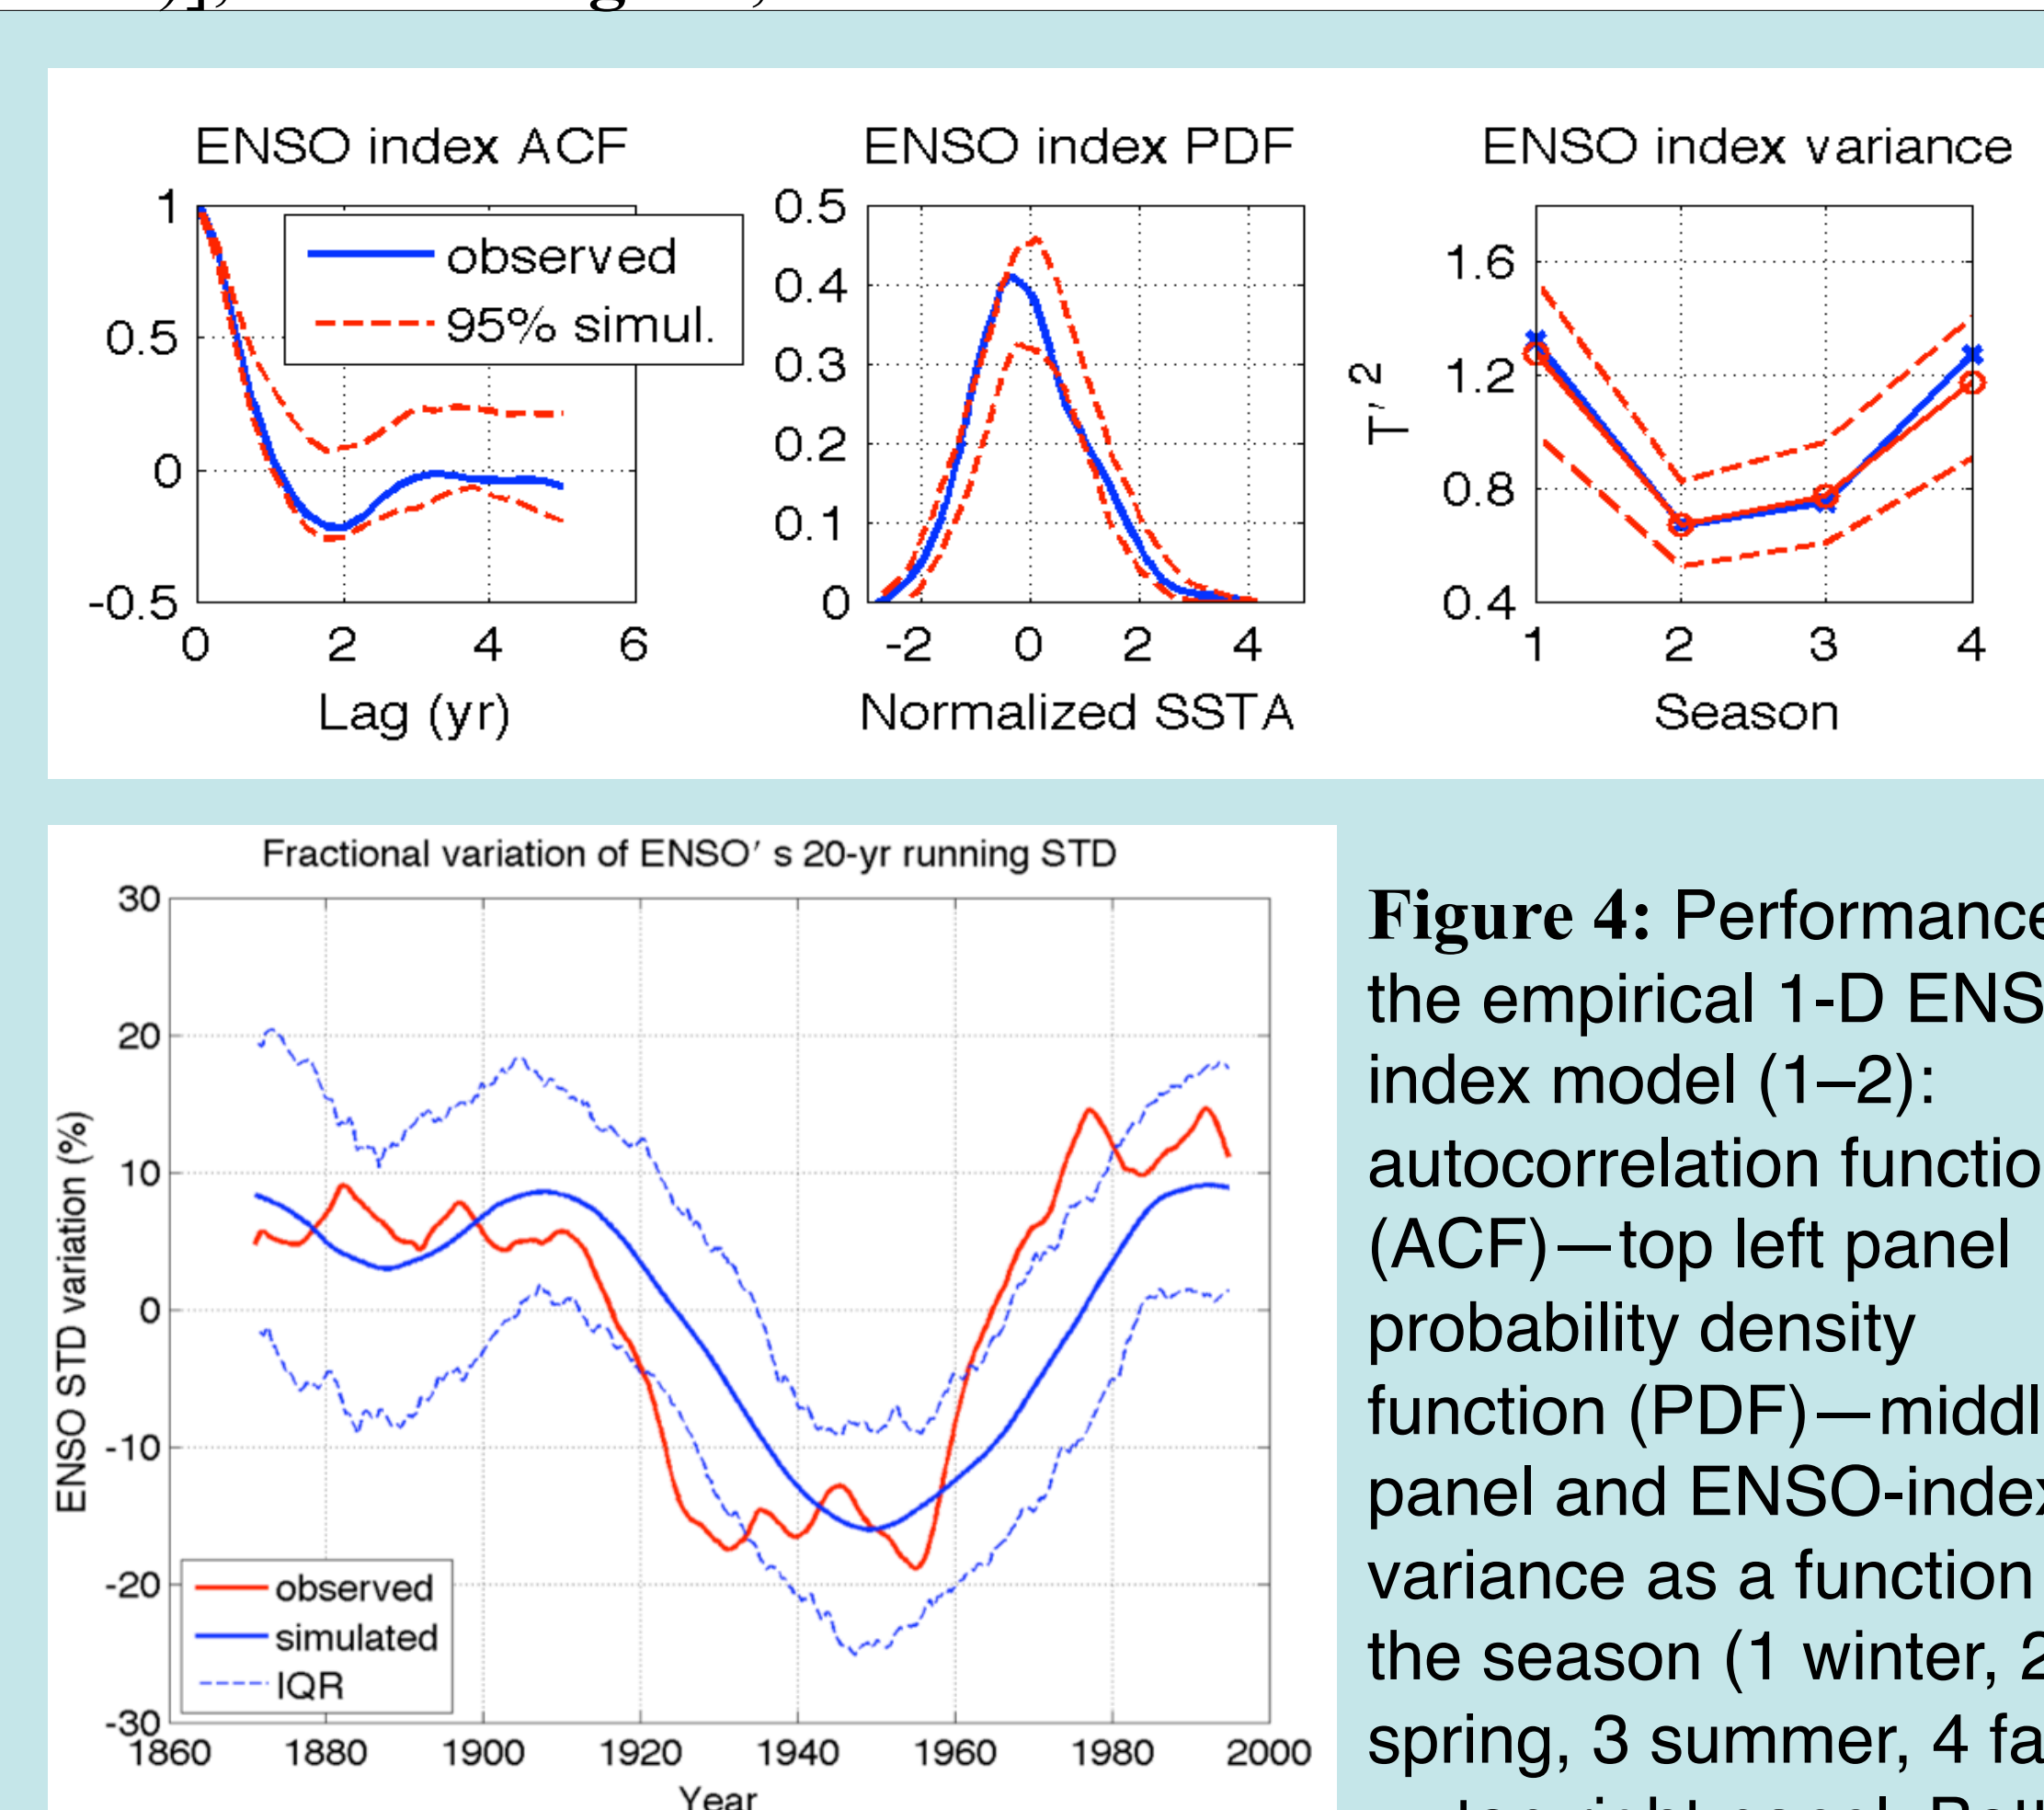 ENSO index ACF
1
0.5
0
-0.5
0 2 4 6
Lag (yr)
observed
95% simul.
ENSO index PDF
0.5
0.4
0.3
0.2
0.1
0
-2 0 2 4
Normalized SSTA
ENSO index variance
T′ 2
1.6
1.2
0.8
0.4
1 2 3 4
Season
Fractional variation of ENSO′ s 20-yr running STD
ENSO STD variation (%)
30
20
10
0
-10
-20
-30
observed
simulated
IQR
1860 1880 1900 1920 1940 1960 1980 2000
Year
Figure 4: Performance
the empirical 1-D ENS
index model (1–2):
autocorrelation functio
(ACF)—top left panel
probability density
function (PDF)—middl
panel and ENSO-index
variance as a function
the season (1 winter, 2
spring, 3 summer, 4 fa
top right panel